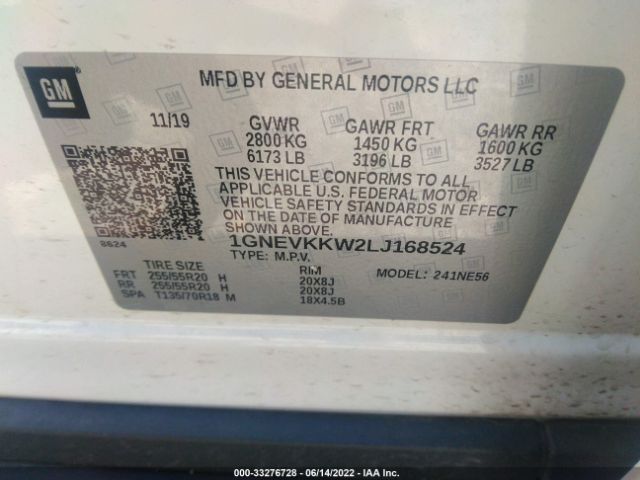 GM
MFD BY GENERAL MOTORS LLC
11/19 GVWR GAWR FRT GAWR RR
2800 KG 1450 KG 1600 KG
6173 LB 3196 LB 3527 LB
THIS VEHICLE CONFORMS TO ALL
APPLICABLE U.S. FEDERAL MOTOR
VEHICLE SAFETY STANDARDS IN EFFECT
ON THE DATE OF MANUFACTURE
SHOWN ABOVE.
8624
1GNEVKKW2LJ168524
TYPE: M.P.V.
TIRE SIZE RIM MODEL: 241NE56
FRT 255/55R20 H 20X8J
RR 255/55R20 H 20X8J
SPA T135/70R18 M 18X4.5B
000-33276728 - 06/14/2022 - IAA Inc.